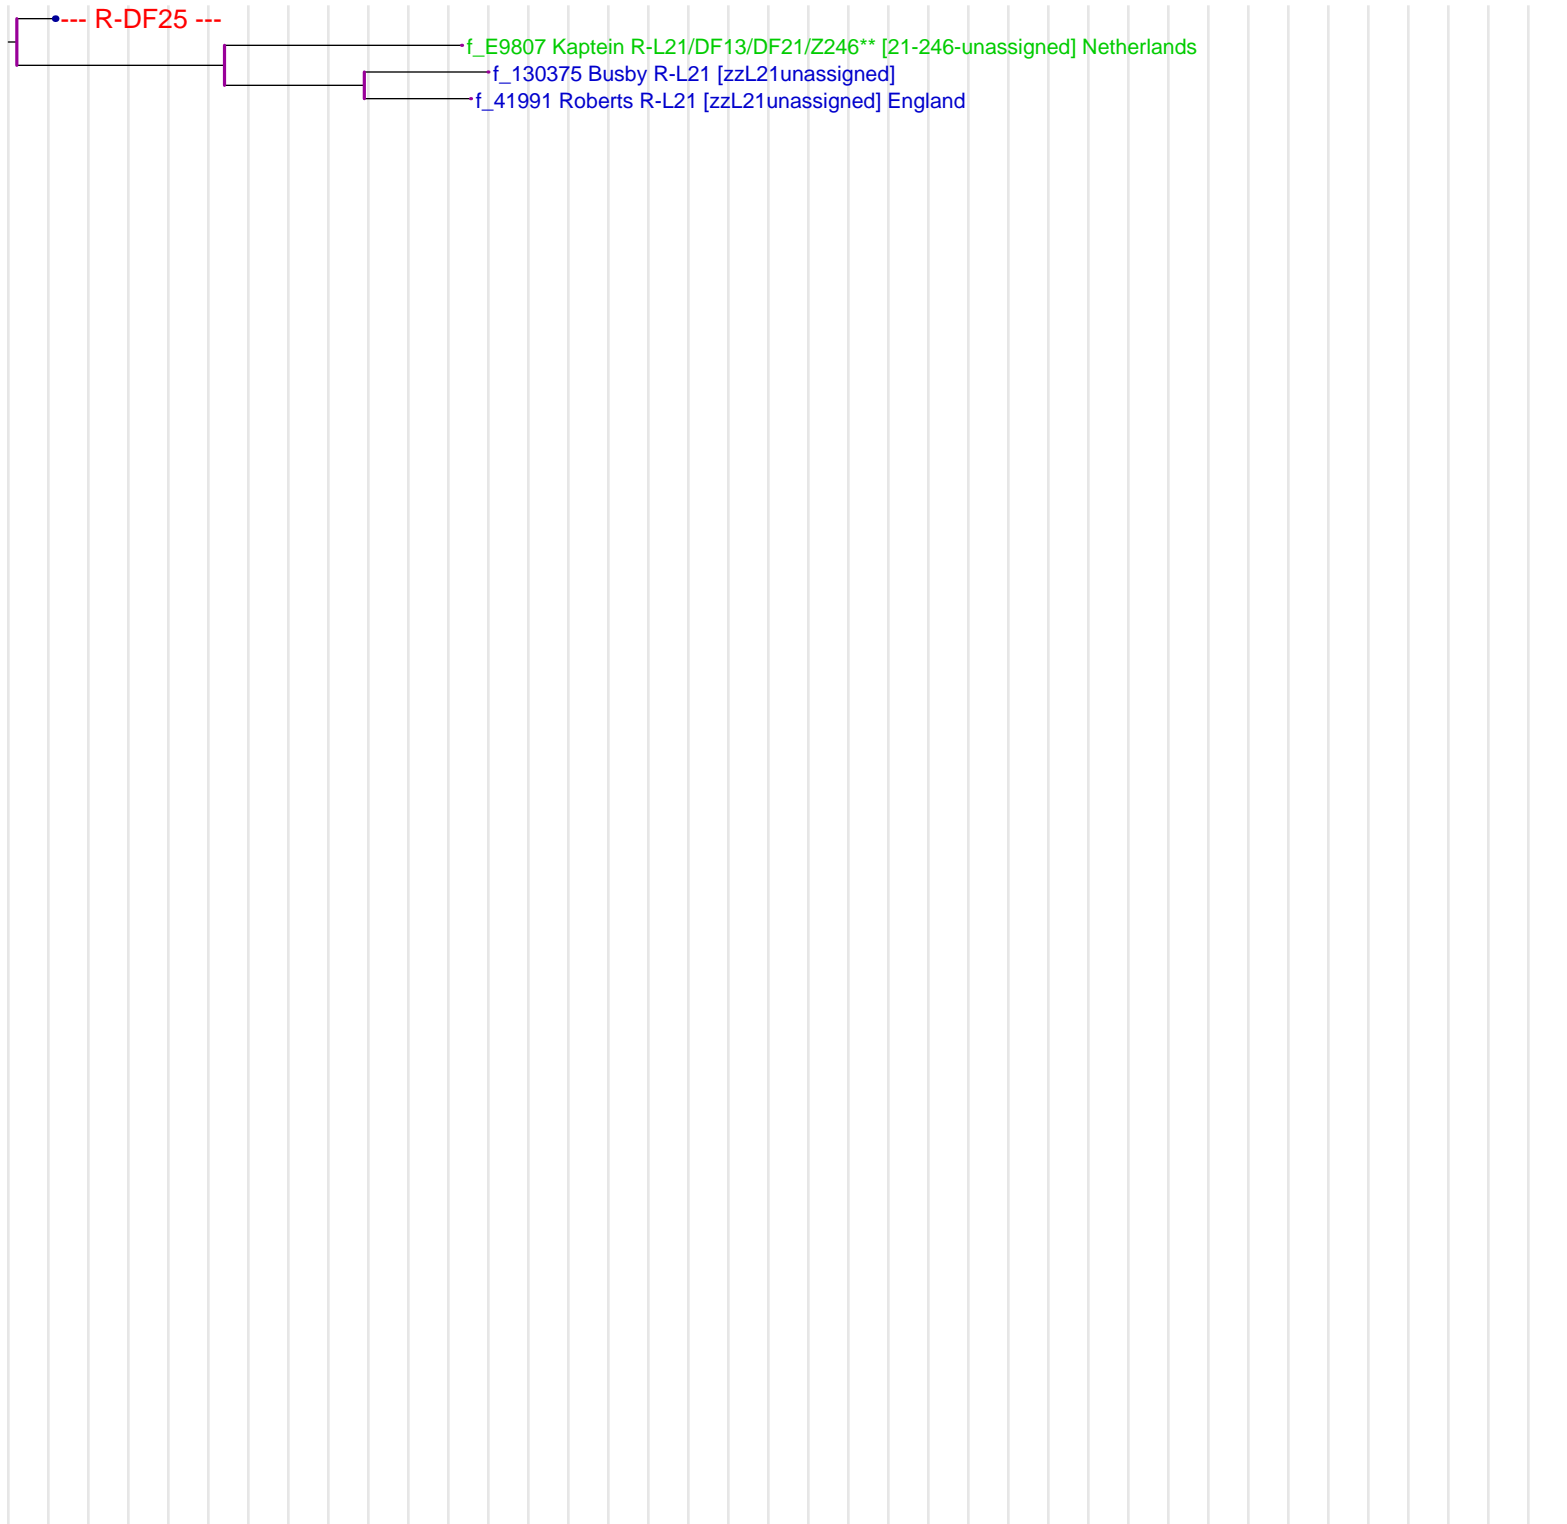 --- R-DF25 ---
f_E9807 Kaptein R-L21/DF13/DF21/Z246** [21-246-unassigned] Netherlands
f_130375 Busby R-L21 [zzL21unassigned]
f_41991 Roberts R-L21 [zzL21unassigned] England